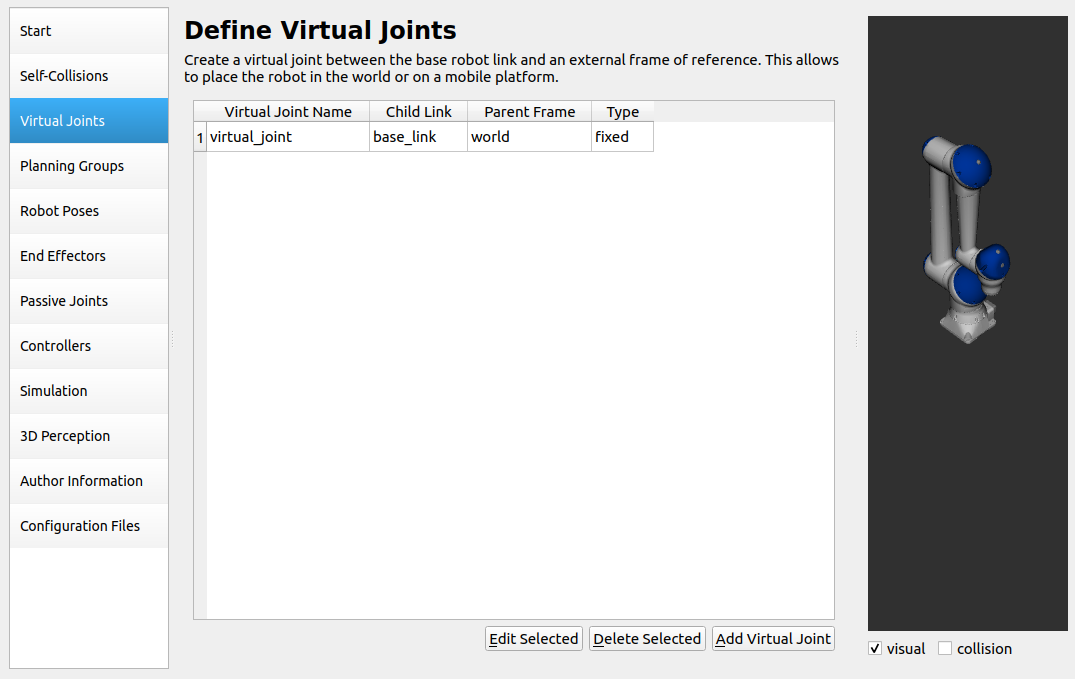 Start
Self-Collisions
Virtual Joints
Planning Groups
Robot Poses
End Effectors
Passive Joints
Controllers
Simulation
3D Perception
Author Information
Configuration Files
Define Virtual Joints
Create a virtual joint between the base robot link and an external frame of reference. This allows
to place the robot in the world or on a mobile platform.
Virtual Joint Name Child Link Parent Frame Type
1 virtual_joint base_link world fixed
Edit Selected Delete Selected Add Virtual Joint
visual collision